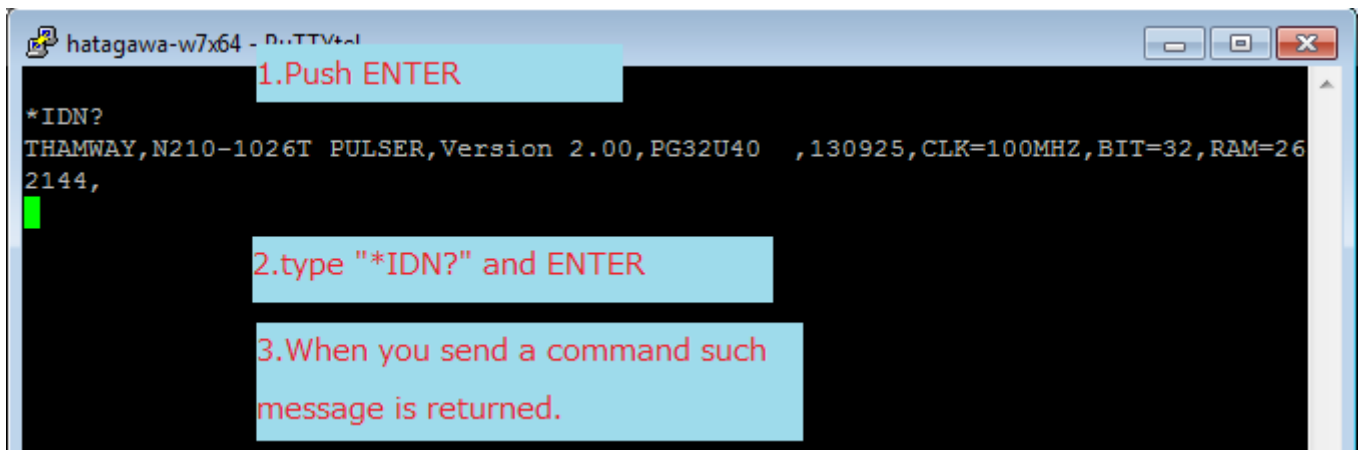 hatagawa-w7x64 - PuTTYtel
1.Push ENTER
*IDN?
THAMWAY,N210-1026T PULSER,Version 2.00,PG32U40  ,130925,CLK=100MHZ,BIT=32,RAM=26
2144,
2.type "*IDN?" and ENTER
3.When you send a command such
message is returned.